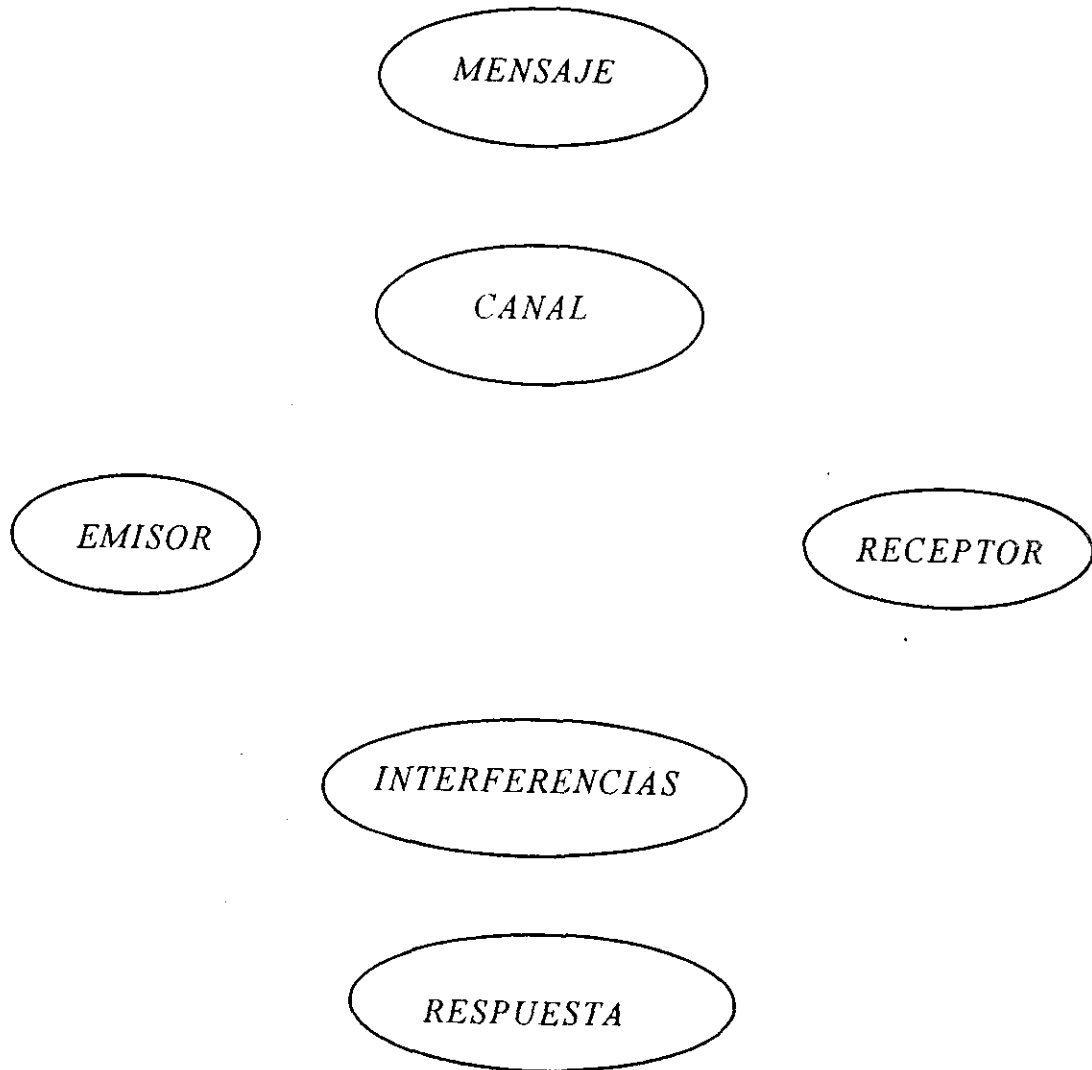 MENSAJE
CANAL
EMISOR
RECEPTOR
INTERFERENCIAS
RESPUESTA